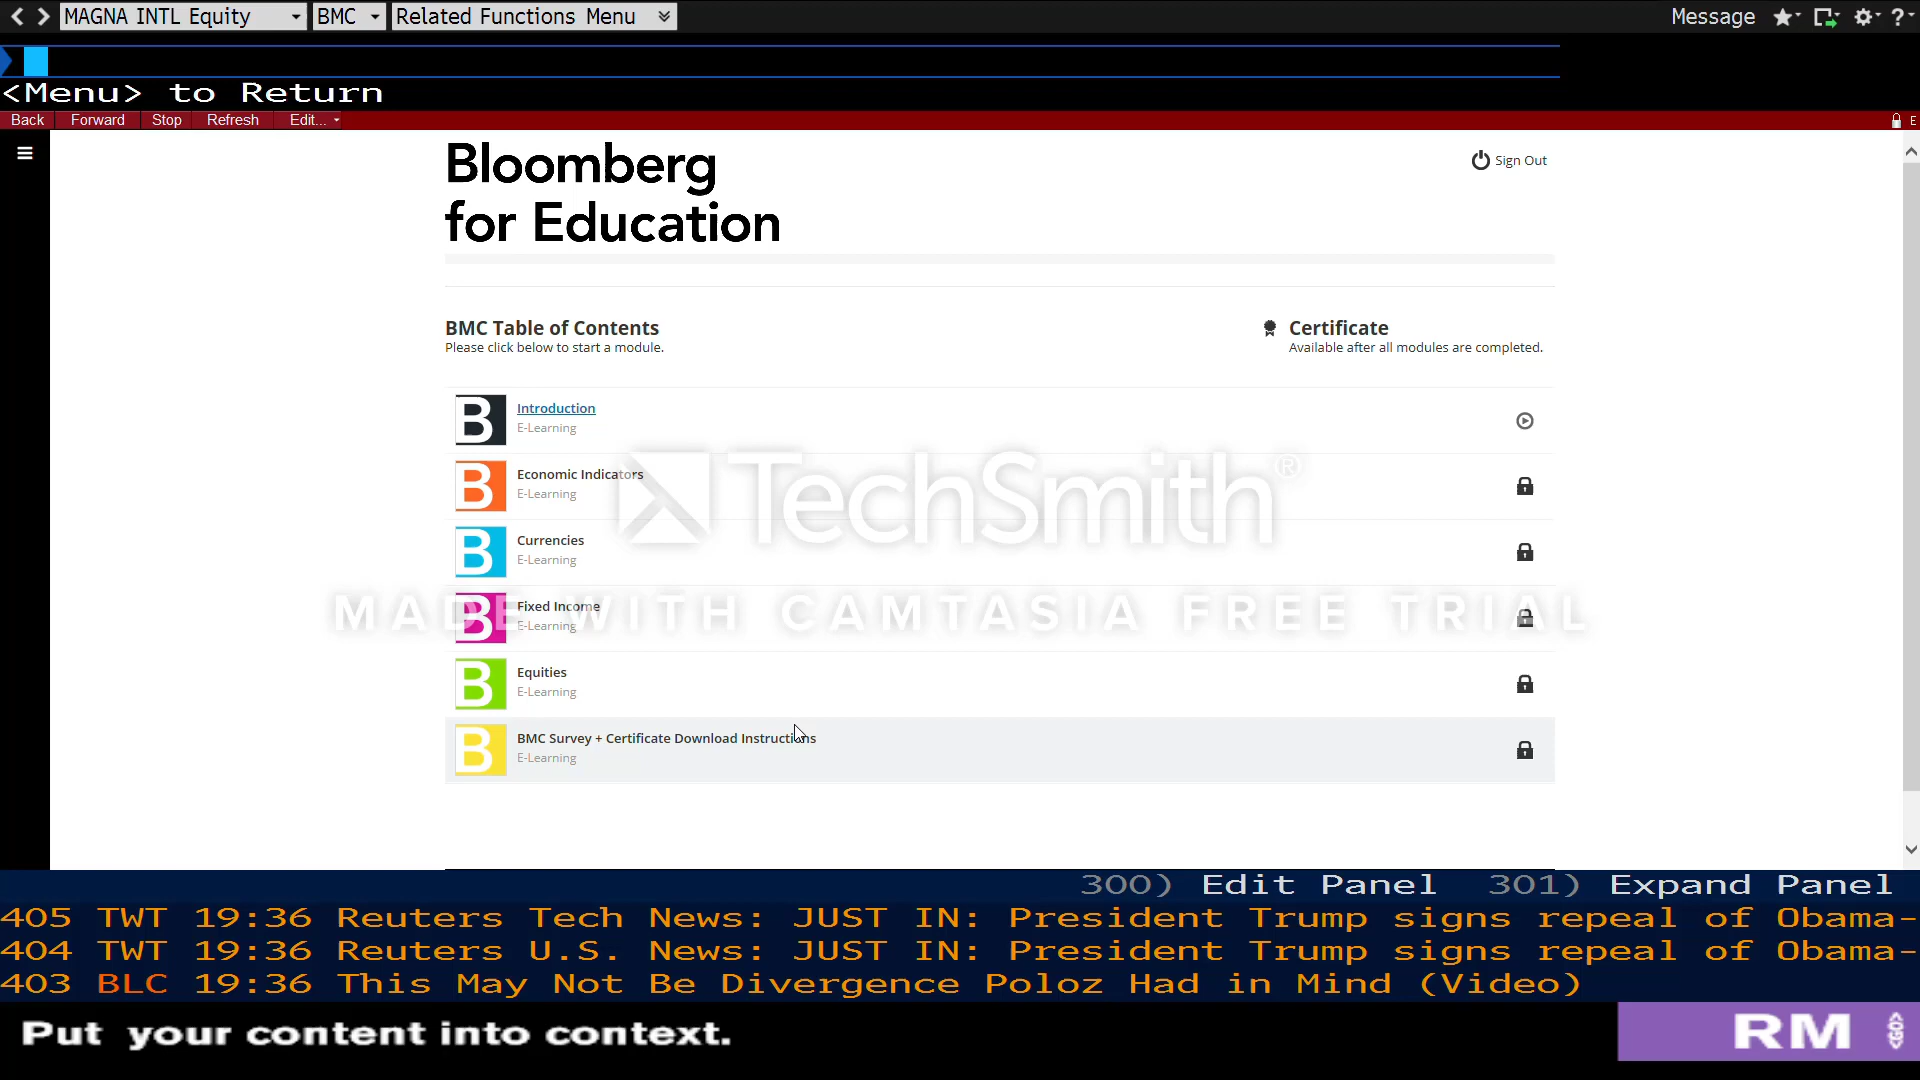 MAGNA INTL Equity BMC Related Functions Menu Message
<Menu> to Return
Back Forward Stop Refresh Edit... E
Bloomberg
for Education
Sign Out
BMC Table of Contents
Please click below to start a module.
Certificate
Available after all modules are completed.
B Introduction
E-Learning
B Economic Indicators
E-Learning
TechSmith®
B Currencies
E-Learning
B Fixed Income
E-Learning
MADE WITH CAMTASIA FREE TRIAL
B Equities
E-Learning
B BMC Survey + Certificate Download Instructions
E-Learning
300) Edit Panel 301) Expand Panel
405 TWT 19:36 Reuters Tech News: JUST IN: President Trump signs repeal of Obama-
404 TWT 19:36 Reuters U.S. News: JUST IN: President Trump signs repeal of Obama-
403 BLC 19:36 This May Not Be Divergence Poloz Had in Mind (Video)
Put your content into context.
RM